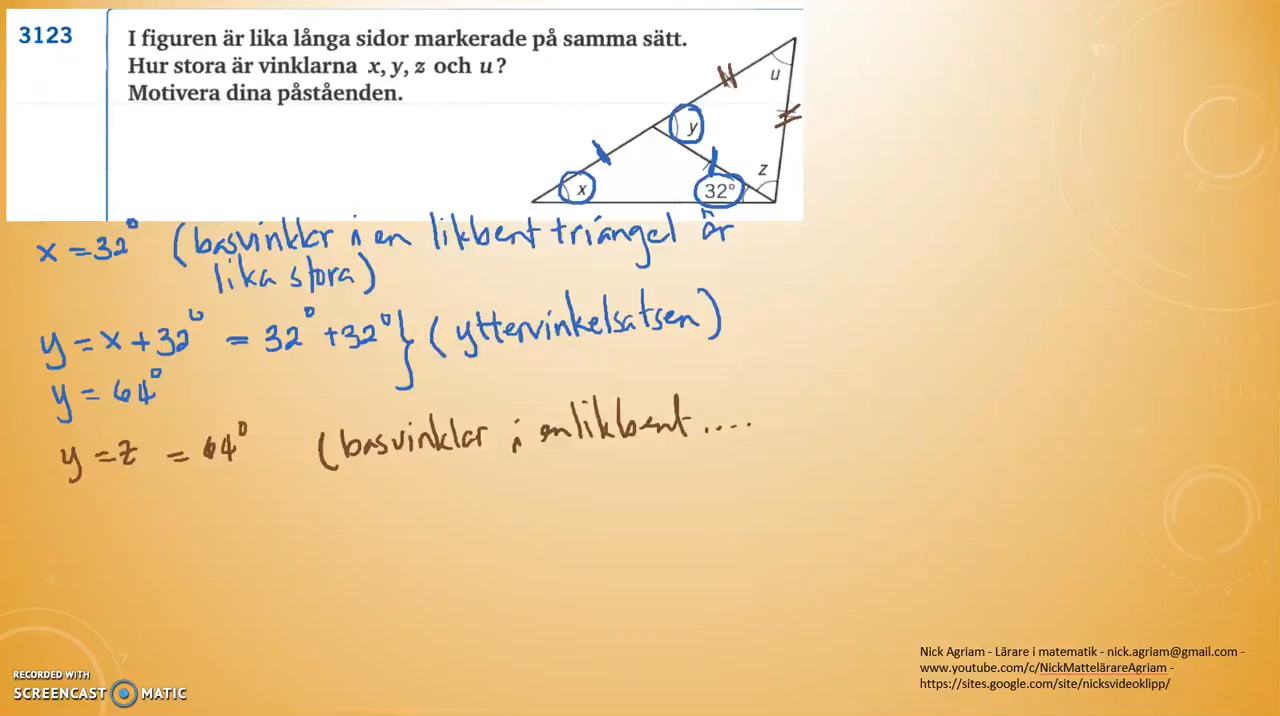 3123
I figuren är lika långa sidor markerade på samma sätt.
Hur stora är vinklarna x, y, z och u?
Motivera dina påståenden.
u
y
z
x
32°
x = 32° (basvinklar i en likbent triangel är
lika stora)
y = x + 32° = 32° + 32° } (yttervinkelsatsen)
y = 64°
y = z = 64° (basvinklar i en likbent ....
Nick Agriam - Lärare i matematik - nick.agriam@gmail.com -
www.youtube.com/c/NickMattelärareAgriam -
https://sites.google.com/site/nicksvideoklipp/
RECORDED WITH
SCREENCAST MATIC